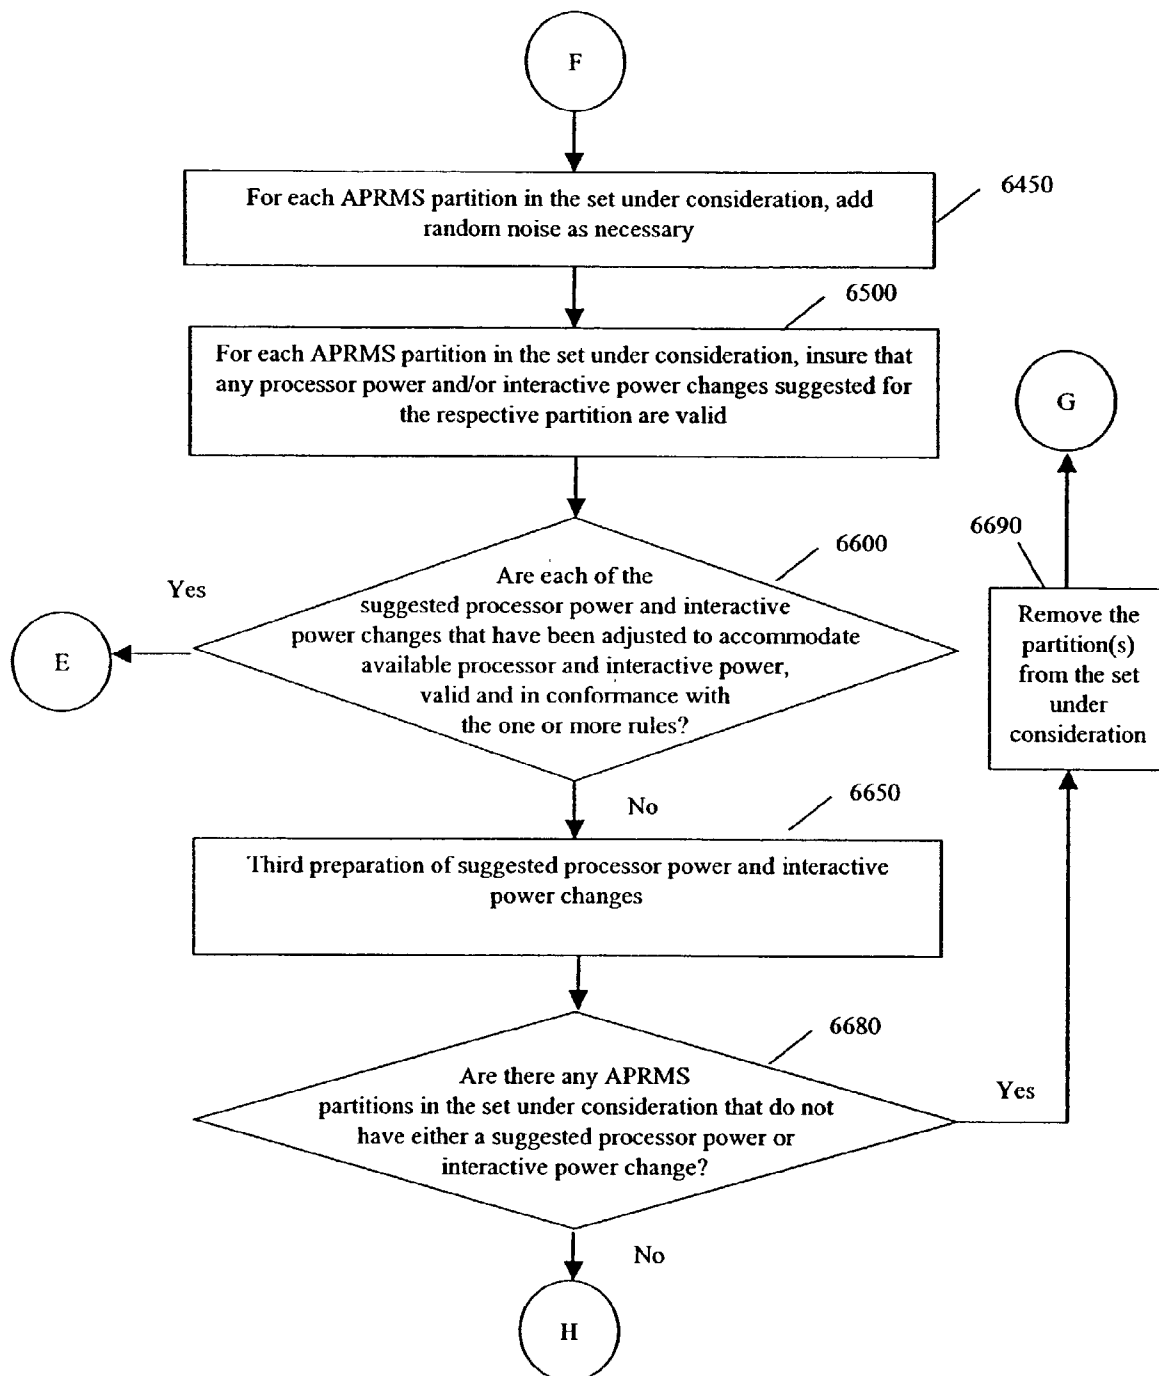 F
For each APRMS partition in the set under consideration, add
random noise as necessary
6450
6500
For each APRMS partition in the set under consideration, insure that
any processor power and/or interactive power changes suggested for
the respective partition are valid
G
6600
Are each of the
suggested processor power and interactive
power changes that have been adjusted to accommodate
available processor and interactive power,
valid and in conformance with
the one or more rules?
Yes
E
6690
Remove the
partition(s)
from the set
under
consideration
No
6650
Third preparation of suggested processor power and interactive
power changes
6680
Are there any APRMS
partitions in the set under consideration that do not
have either a suggested processor power or
interactive power change?
Yes
No
H